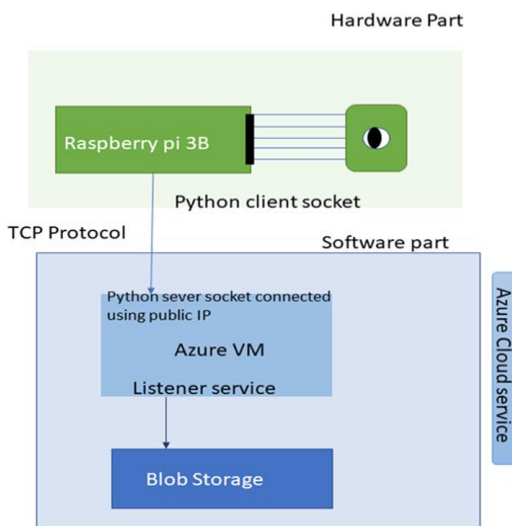 Hardware Part
Raspberry pi 3B
Python client socket
TCP Protocol
Software part
Python sever socket connected
using public IP
Azure VM
Listener service
Blob Storage
Azure Cloud service